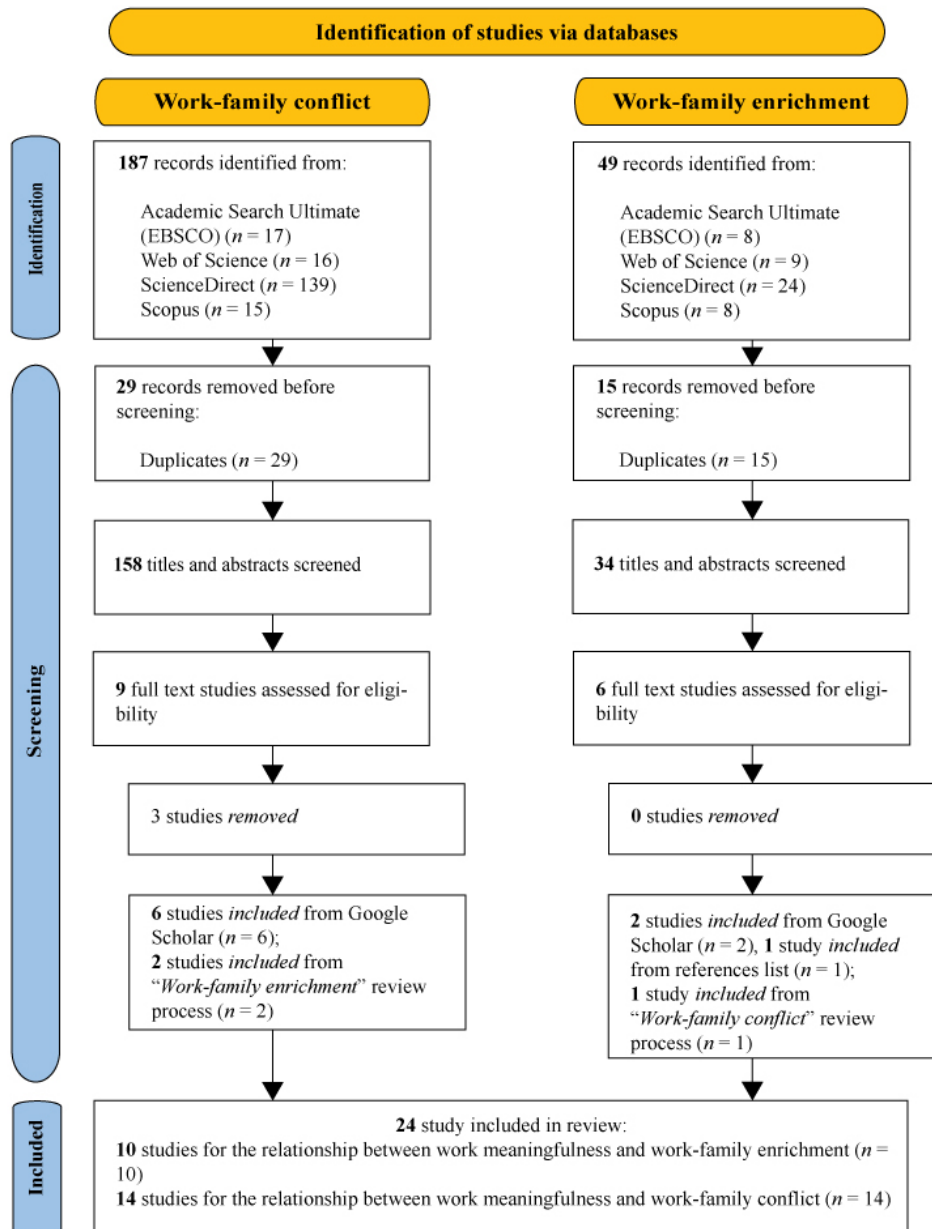 Identification of studies via databases
Work-family conflict
Work-family enrichment
Identification
187 records identified from:
Academic Search Ultimate
(EBSCO) (n = 17)
Web of Science (n = 16)
ScienceDirect (n = 139)
Scopus (n = 15)
49 records identified from:
Academic Search Ultimate
(EBSCO) (n = 8)
Web of Science (n = 9)
ScienceDirect (n = 24)
Scopus (n = 8)
Screening
29 records removed before
screening:
Duplicates (n = 29)
15 records removed before
screening:
Duplicates (n = 15)
158 titles and abstracts screened
34 titles and abstracts screened
9 full text studies assessed for eligi-
bility
6 full text studies assessed for eligi-
bility
3 studies removed
0 studies removed
6 studies included from Google
Scholar (n = 6);
2 studies included from
“Work-family enrichment” review
process (n = 2)
2 studies included from Google
Scholar (n = 2), 1 study included
from references list (n = 1);
1 study included from
“Work-family conflict” review
process (n = 1)
Included
24 study included in review:
10 studies for the relationship between work meaningfulness and work-family enrichment (n =
10)
14 studies for the relationship between work meaningfulness and work-family conflict (n = 14)